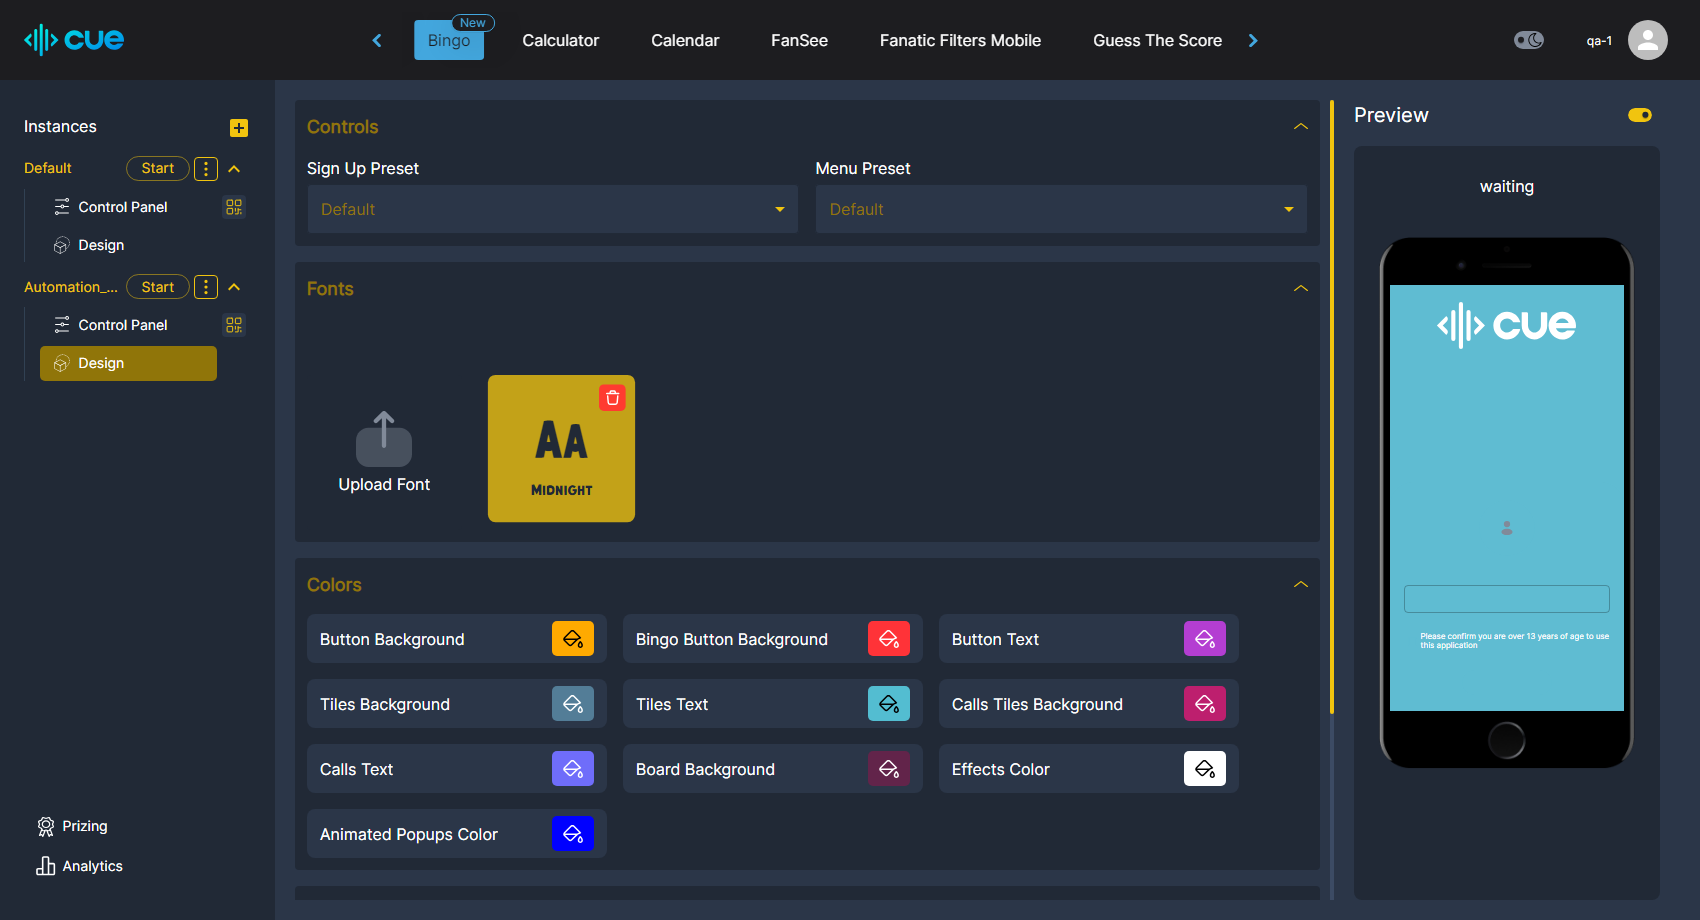 cue
New
Bingo
Calculator
Calendar
FanSee
Fanatic Filters Mobile
Guess The Score
qa-1
Instances
Default
Start
Control Panel
Design
Automation_...
Start
Control Panel
Design
Prizing
Analytics
Controls
Sign Up Preset
Menu Preset
Default
Default
Fonts
Upload Font
Aa
Midnight
Colors
Button Background
Bingo Button Background
Button Text
Tiles Background
Tiles Text
Calls Tiles Background
Calls Text
Board Background
Effects Color
Animated Popups Color
Preview
waiting
cue
Please confirm you are over 13 years of age to use
this application